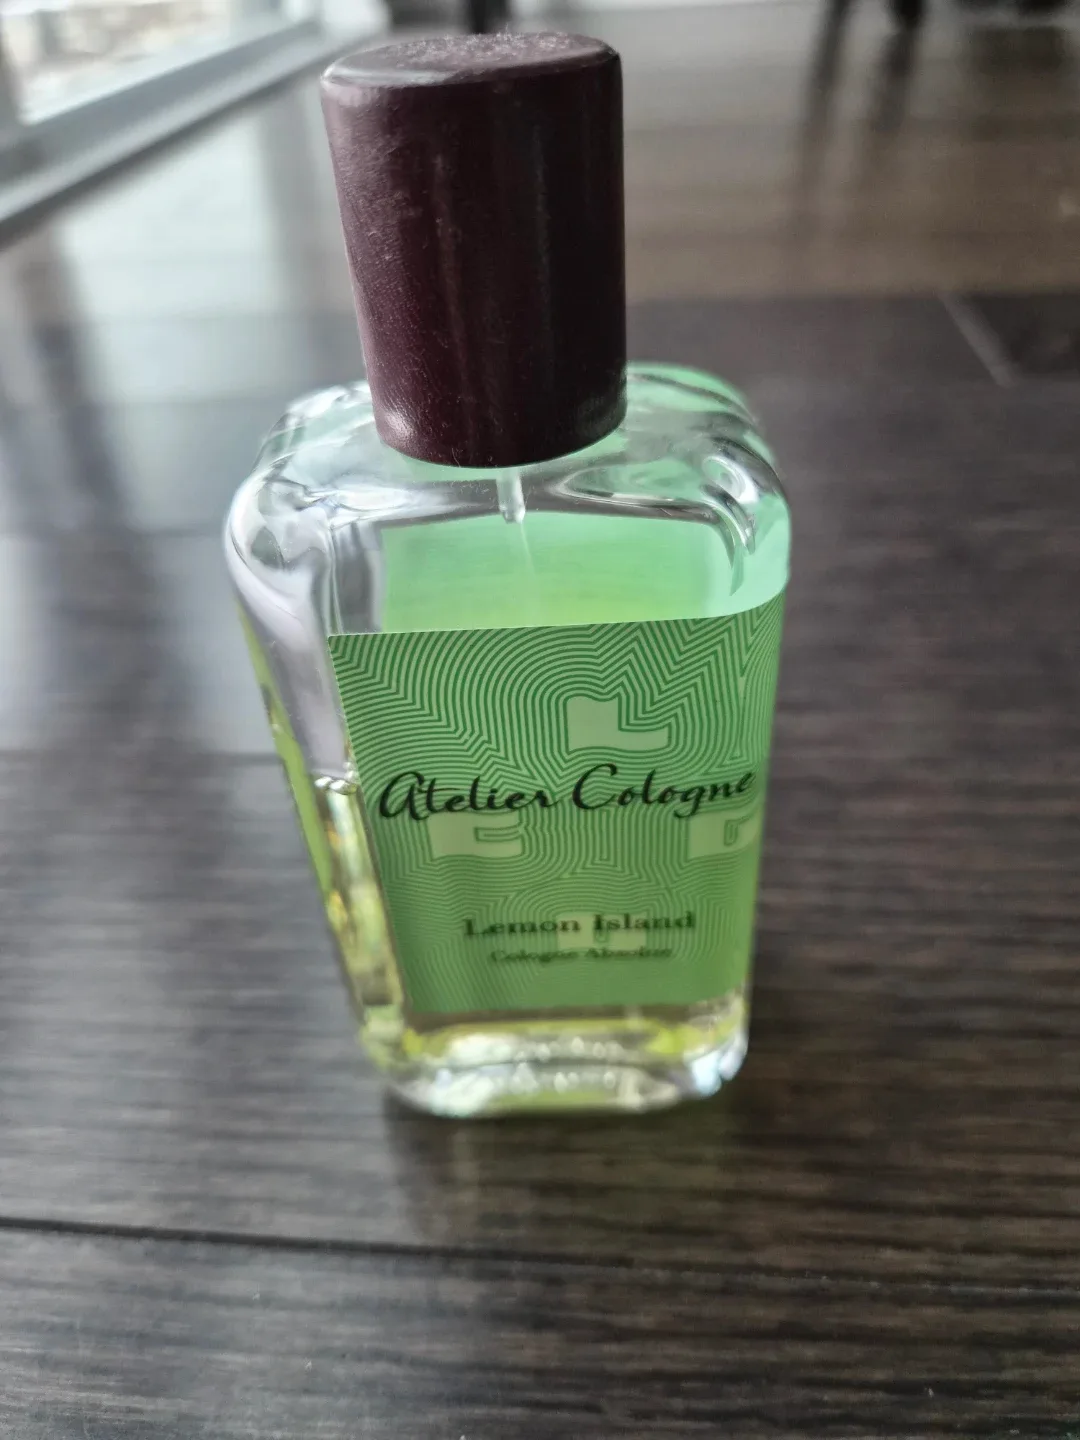 L
Atelier Cologne
E G
Lemon Island
Cologne Absolue